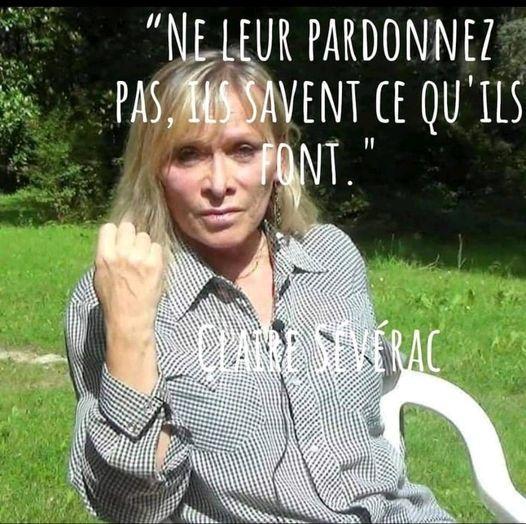 “Ne leur pardonnez
pas, ils savent ce qu'ils
font."
Claire Sévérac